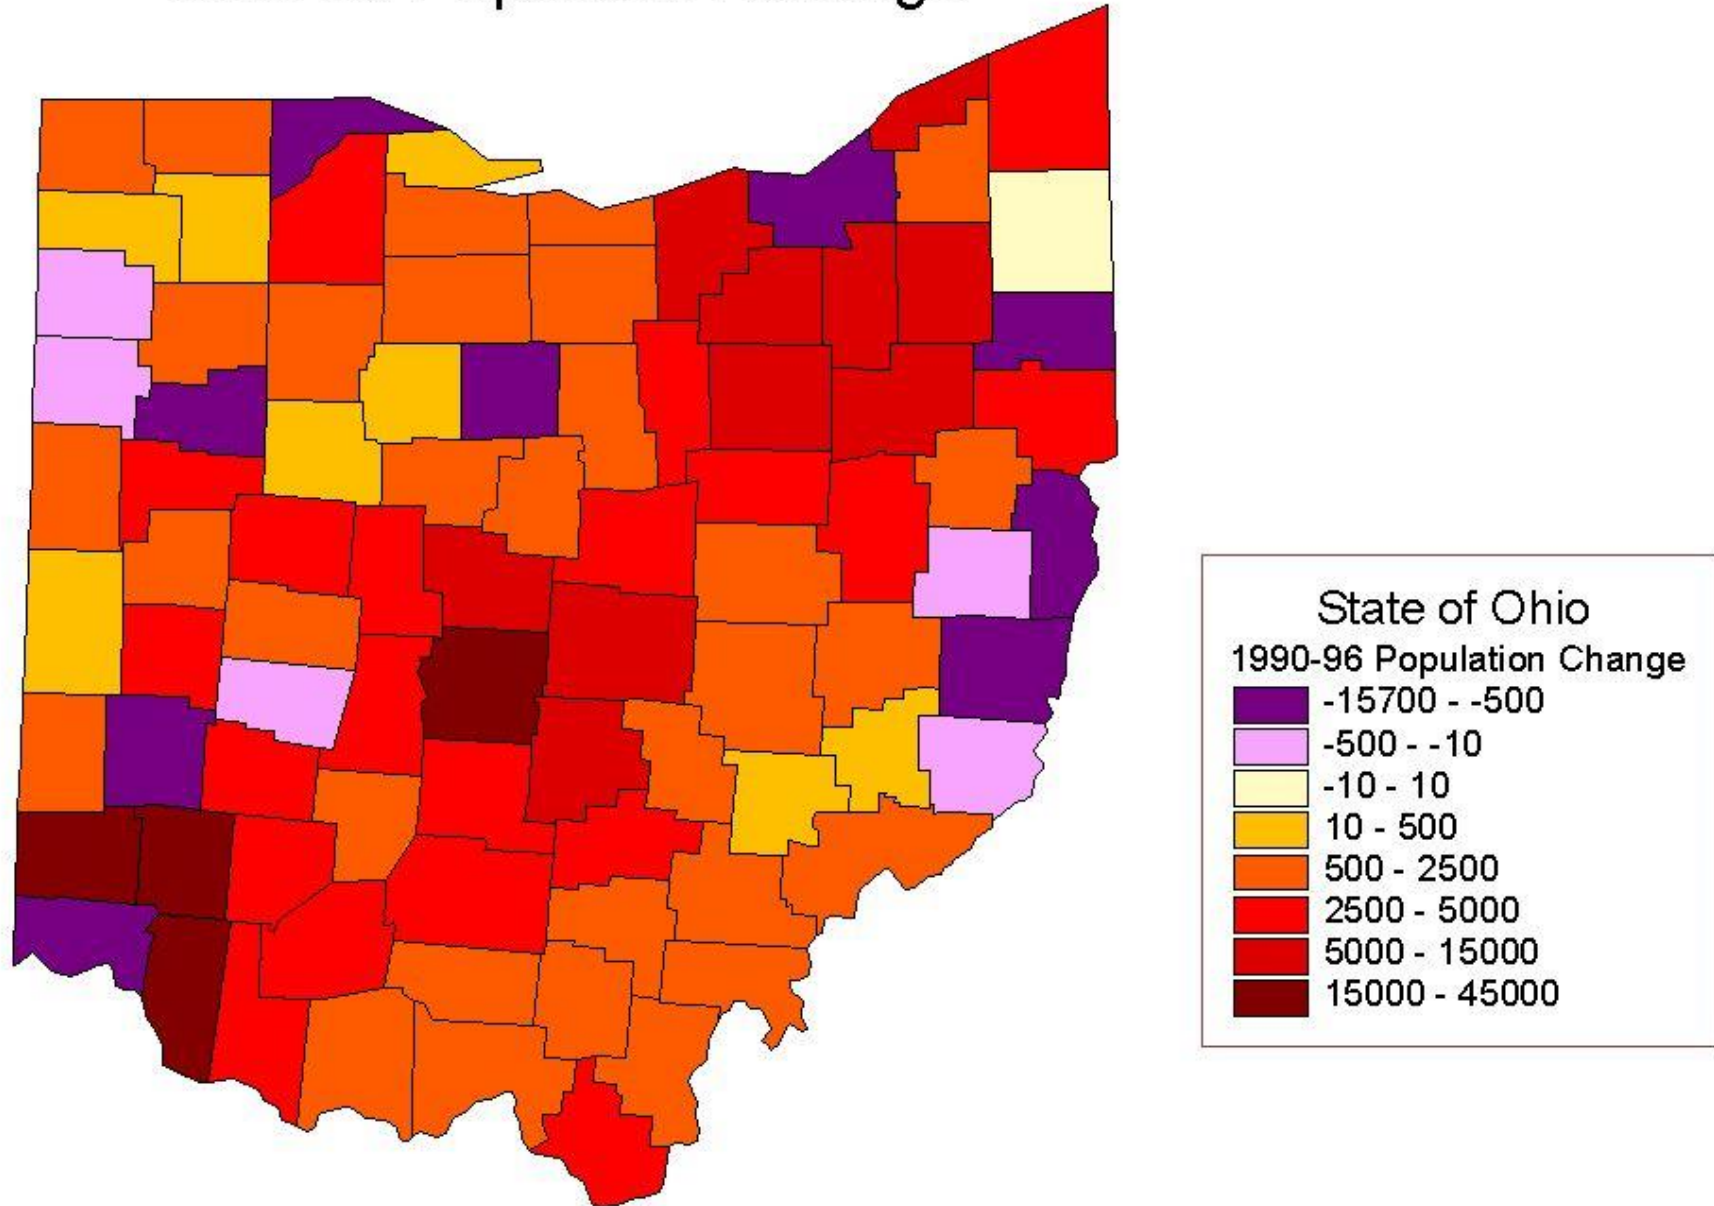 State of Ohio
1990-96 Population Change
-15700 - -500
-500 - -10
-10 - 10
10 - 500
500 - 2500
2500 - 5000
5000 - 15000
15000 - 45000